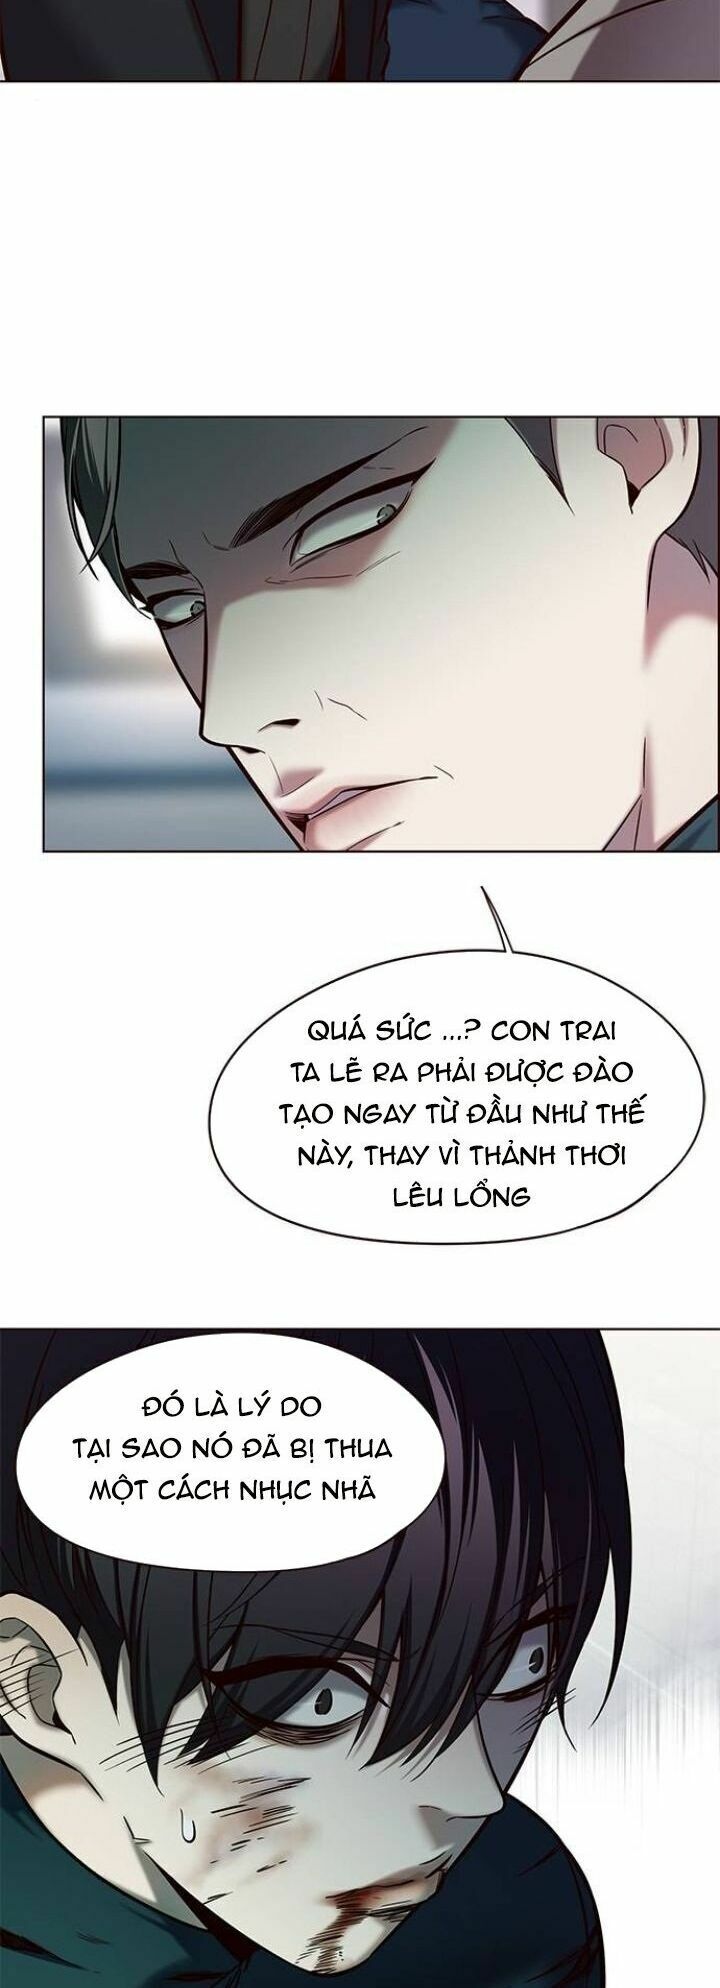 QUÁ SỨC ...? CON TRAI
TA LẼ RA PHẢI ĐƯỢC ĐÀO
TẠO NGAY TỪ ĐẦU NHƯ THẾ
NÀY, THAY VÌ THẢNH THƠI
LÊU LỔNG
ĐÓ LÀ LÝ DO
TẠI SAO NÓ ĐÃ BỊ THUA
MỘT CÁCH NHỤC NHÃ